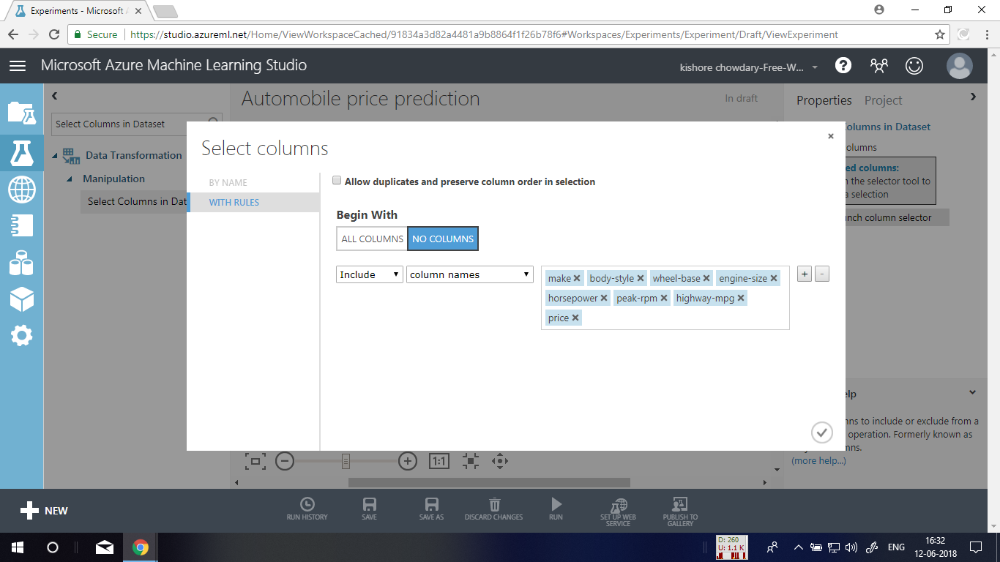 Experiments - Microsoft A
Secure | https://studio.azureml.net/Home/ViewWorkspaceCached/91834a3d82a4481a9b8864f1f26b78f6#Workspaces/Experiments/Experiment/Draft/ViewExperiment
Microsoft Azure Machine Learning Studio
kishore chowdary-Free-W...
Automobile price prediction
In draft
Properties Project
Select Columns in Dataset
Data Transformation
Manipulation
Select Columns in Dat
Select columns
BY NAME
WITH RULES
Allow duplicates and preserve column order in selection
Begin With
ALL COLUMNS NO COLUMNS
Include column names
make body-style wheel-base engine-size
horsepower peak-rpm highway-mpg
price
+ -
olumns in Dataset
olumns
ed columns:
n the selector tool to
a selection
unch column selector
elp
nns to include or exclude from a
operation. Formerly known as
mns.
(more help...)
1:1
NEW
RUN HISTORY
SAVE
SAVE AS
DISCARD CHANGES
RUN
SET UP WEB
SERVICE
PUBLISH TO
GALLERY
D: 260
U: 1.1 K
ENG
16:32
12-06-2018